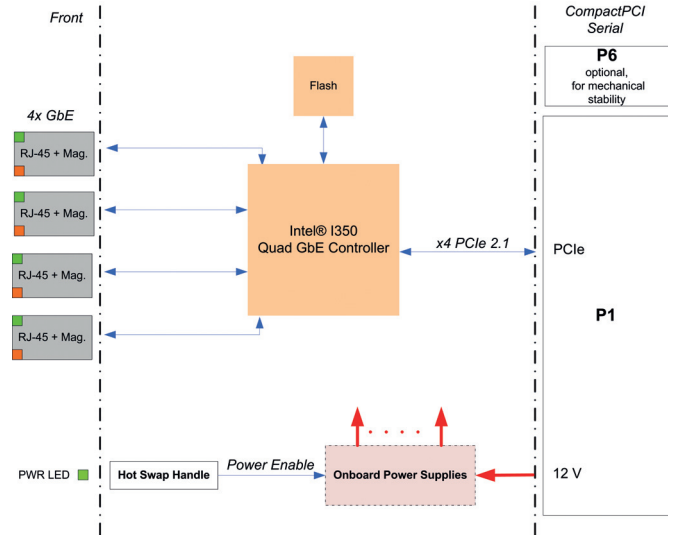 Front
CompactPCI
Serial
P6
optional,
for mechanical
stability
Flash
4x GbE
RJ-45 + Mag.
RJ-45 + Mag.
RJ-45 + Mag.
RJ-45 + Mag.
Intel® I350
Quad GbE Controller
x4 PCIe 2.1
PCIe
P1
PWR LED
Hot Swap Handle
Power Enable
Onboard Power Supplies
12 V